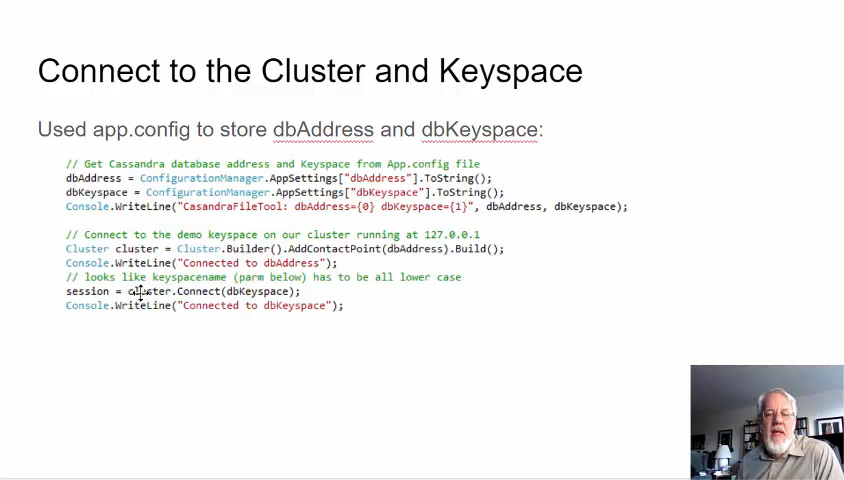 Connect to the Cluster and Keyspace
Used app.config to store dbAddress and dbKeyspace:
// Get Cassandra database address and Keyspace from App.config file
dbAddress = ConfigurationManager.AppSettings["dbAddress"].ToString();
dbKeyspace = ConfigurationManager.AppSettings["dbKeyspace"].ToString();
Console.WriteLine("CasandraFileTool: dbAddress={0} dbKeyspace={1}", dbAddress, dbKeyspace);
// Connect to the demo keyspace on our cluster running at 127.0.0.1
Cluster cluster = Cluster.Builder().AddContactPoint(dbAddress).Build();
Console.WriteLine("Connected to dbAddress");
// looks like keyspacename (parm below) has to be all lower case
session = cluster.Connect(dbKeyspace);
Console.WriteLine("Connected to dbKeyspace");